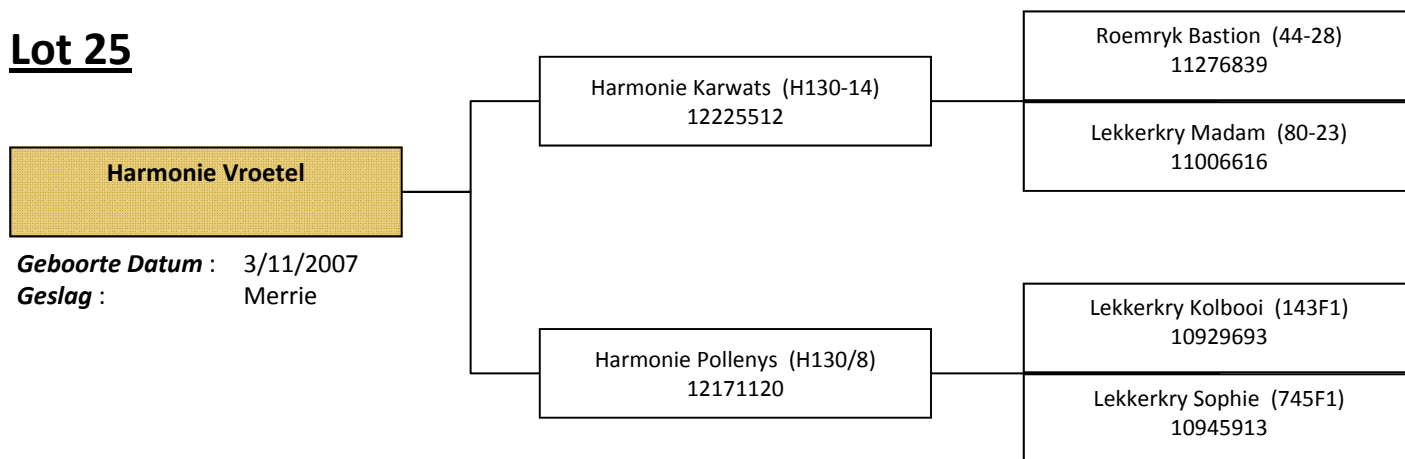 Lot 25
Harmonie Vroetel
Geboorte Datum : 3/11/2007
Geslag : Merrie
Harmonie Karwats (H130-14)
12225512
Harmonie Pollenys (H130/8)
12171120
Roemryk Bastion (44-28)
11276839
Lekkerkry Madam (80-23)
11006616
Lekkerkry Kolbooi (143F1)
10929693
Lekkerkry Sophie (745F1)
10945913